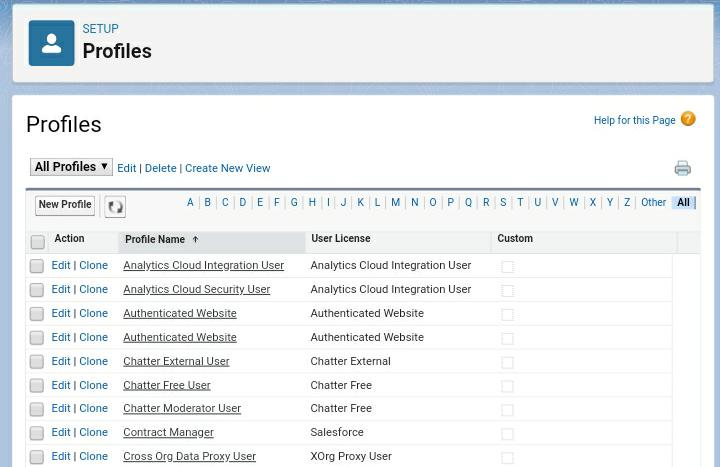 SETUP
Profiles
Profiles
Help for this Page ?
All Profiles ▼ Edit | Delete | Create New View
New Profile A | B | C | D | E | F | G | H | I | J | K | L | M | N | O | P | Q | R | S | T | U | V | W | X | Y | Z | Other | All
Action Profile Name ↑ User License Custom
Edit | Clone Analytics Cloud Integration User Analytics Cloud Integration User
Edit | Clone Analytics Cloud Security User Analytics Cloud Integration User
Edit | Clone Authenticated Website Authenticated Website
Edit | Clone Authenticated Website Authenticated Website
Edit | Clone Chatter External User Chatter External
Edit | Clone Chatter Free User Chatter Free
Edit | Clone Chatter Moderator User Chatter Free
Edit | Clone Contract Manager Salesforce
Edit | Clone Cross Org Data Proxy User XOrg Proxy User